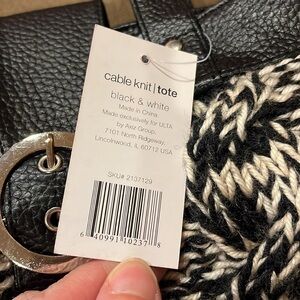 cable knit | tote
black & white
Made in China
Made exclusively for ULTA
by Axiz Group.
7101 North Ridgeway,
Lincolnwood, IL 60712 USA
SKU# 2137129
6 40991 10237 8